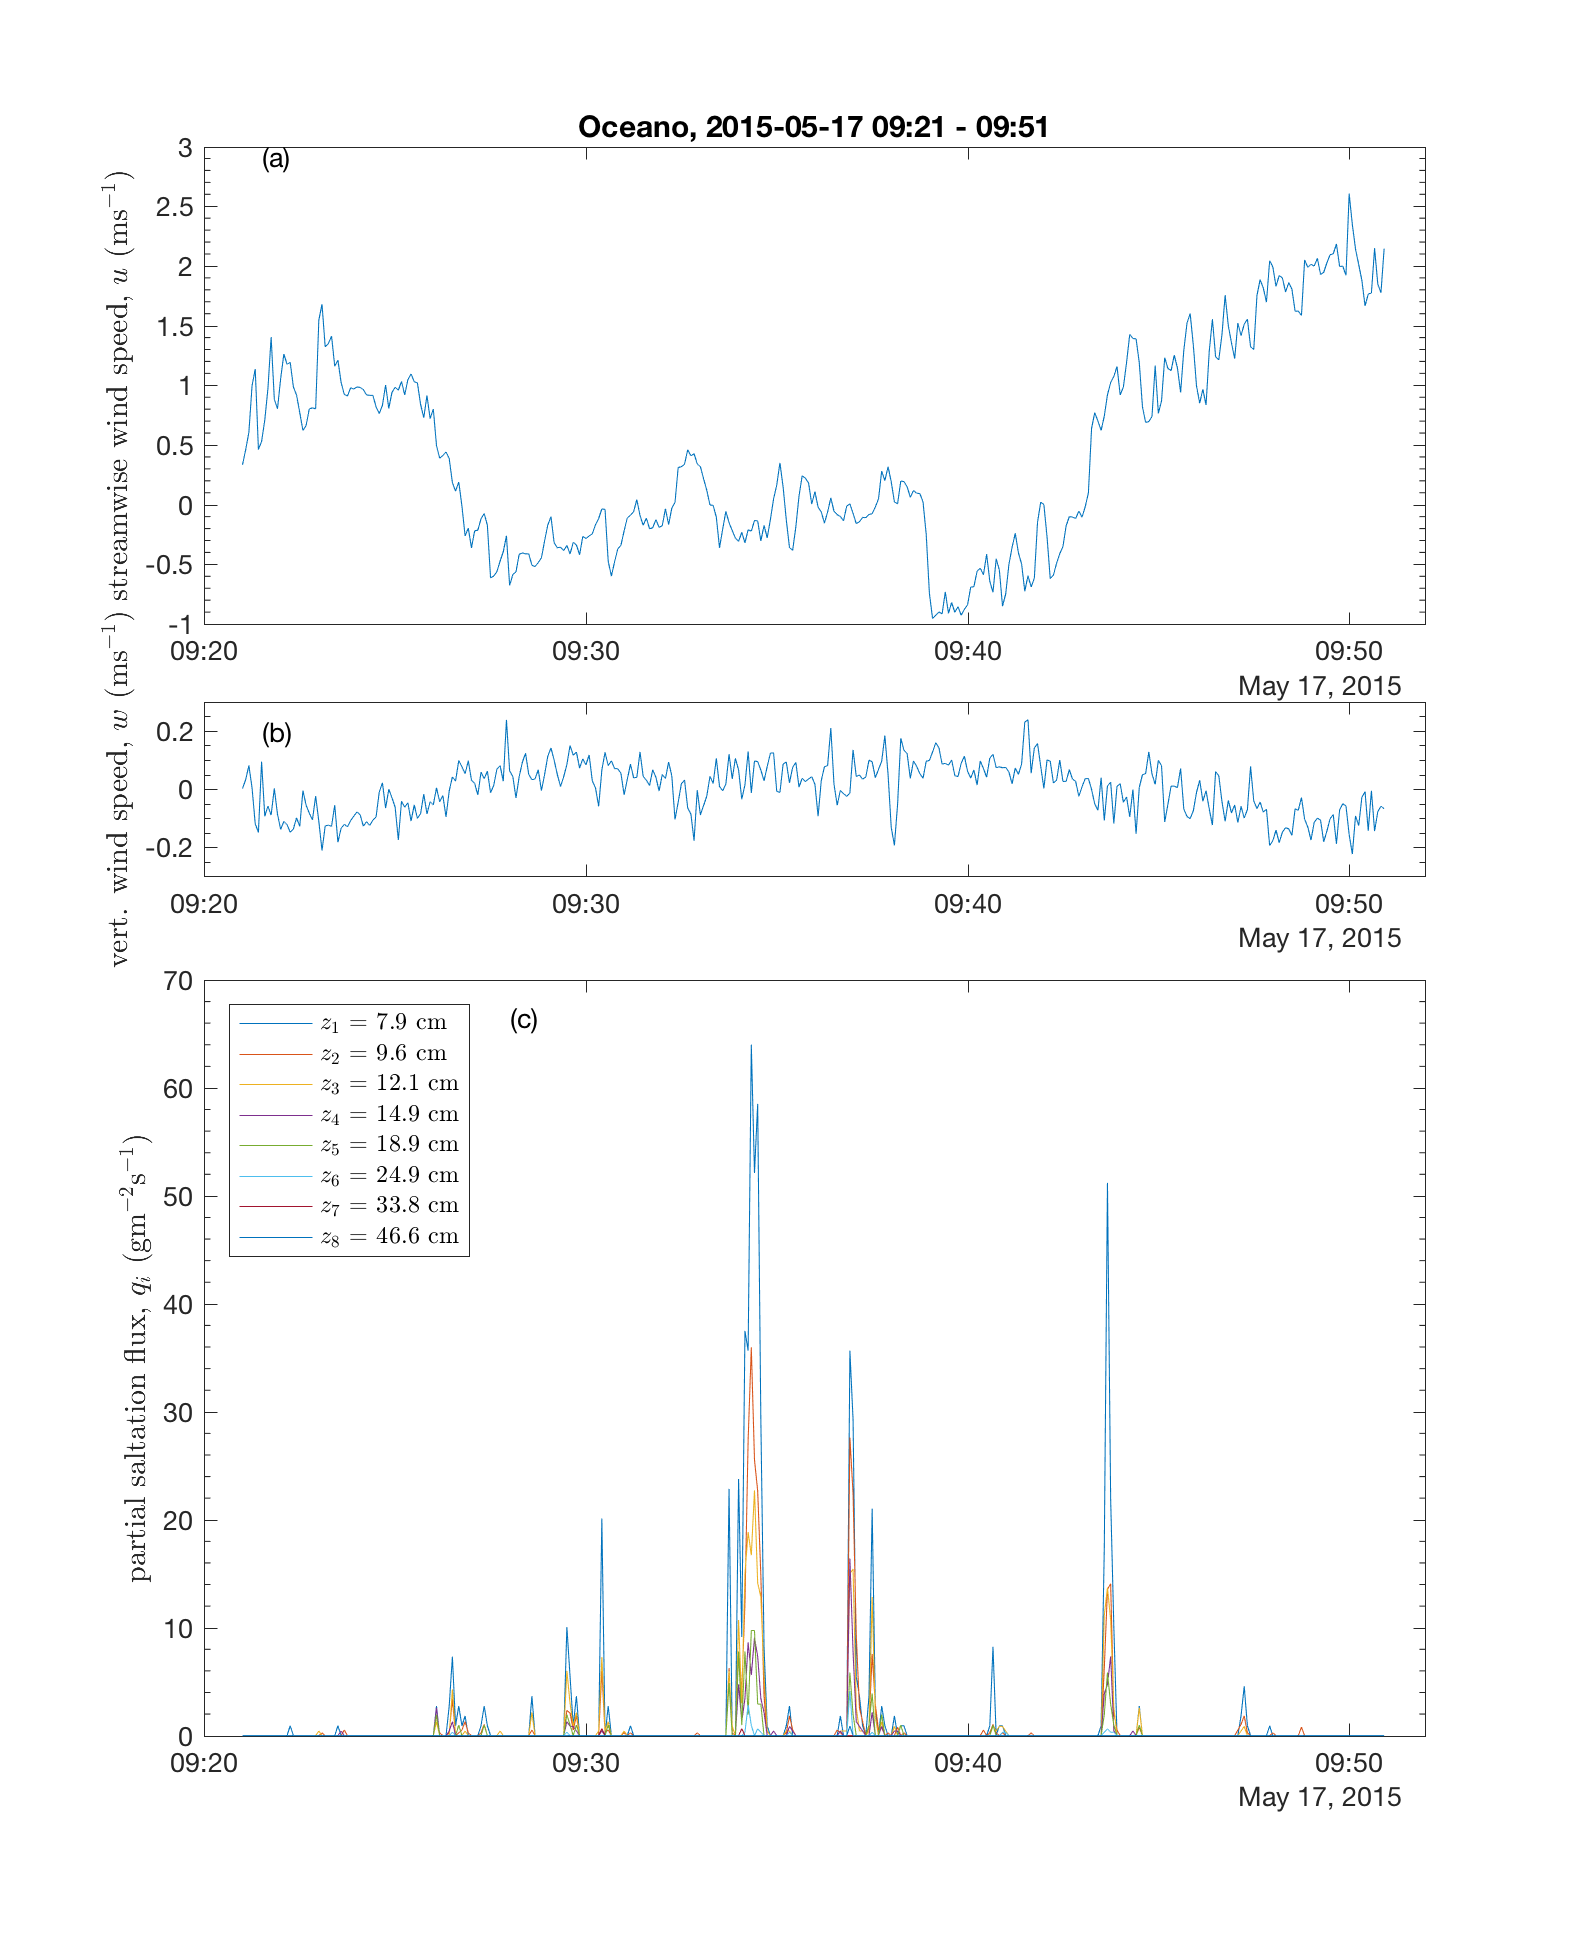 Oceano, 2015-05-17 09:21 - 09:51
(a)
streamwise wind speed, u (ms⁻¹)
3
2.5
2
1.5
1
0.5
0
-0.5
-1
09:20 09:30 09:40 09:50
May 17, 2015
(b)
vert. wind speed, w (ms⁻¹)
0.2
0
-0.2
09:20 09:30 09:40 09:50
May 17, 2015
(c)
partial saltation flux, qᵢ (gm⁻²s⁻¹)
70
60
50
40
30
20
10
0
z₁ = 7.9 cm
z₂ = 9.6 cm
z₃ = 12.1 cm
z₄ = 14.9 cm
z₅ = 18.9 cm
z₆ = 24.9 cm
z₇ = 33.8 cm
z₈ = 46.6 cm
09:20 09:30 09:40 09:50
May 17, 2015